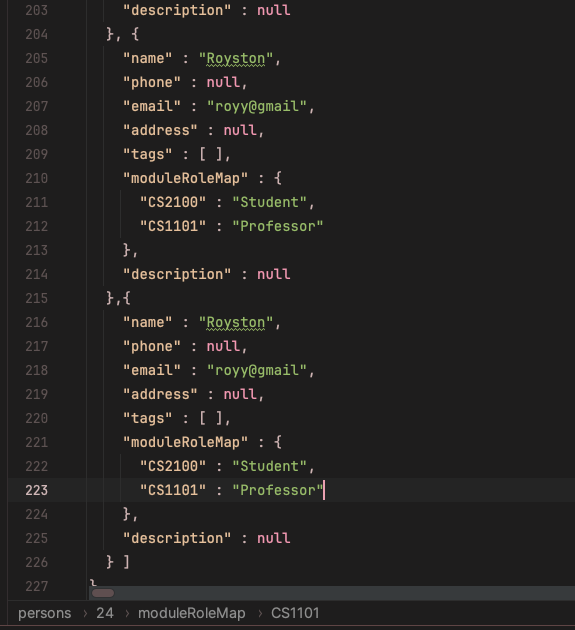 203 "description" : null
204 }, {
205 "name" : "Royston",
206 "phone" : null,
207 "email" : "royy@gmail",
208 "address" : null,
209 "tags" : [ ],
210 "moduleRoleMap" : {
211 "CS2100" : "Student",
212 "CS1101" : "Professor"
213 },
214 "description" : null
215 },{
216 "name" : "Royston",
217 "phone" : null,
218 "email" : "royy@gmail",
219 "address" : null,
220 "tags" : [ ],
221 "moduleRoleMap" : {
222 "CS2100" : "Student",
223 "CS1101" : "Professor"
224 },
225 "description" : null
226 } ]
227 }
persons › 24 › moduleRoleMap › CS1101